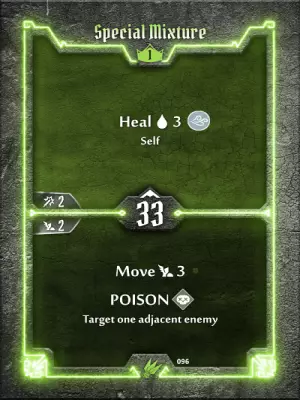 Special Mixture
1
Heal 3
Self
2
33
2
Move 3
POISON
Target one adjacent enemy
096